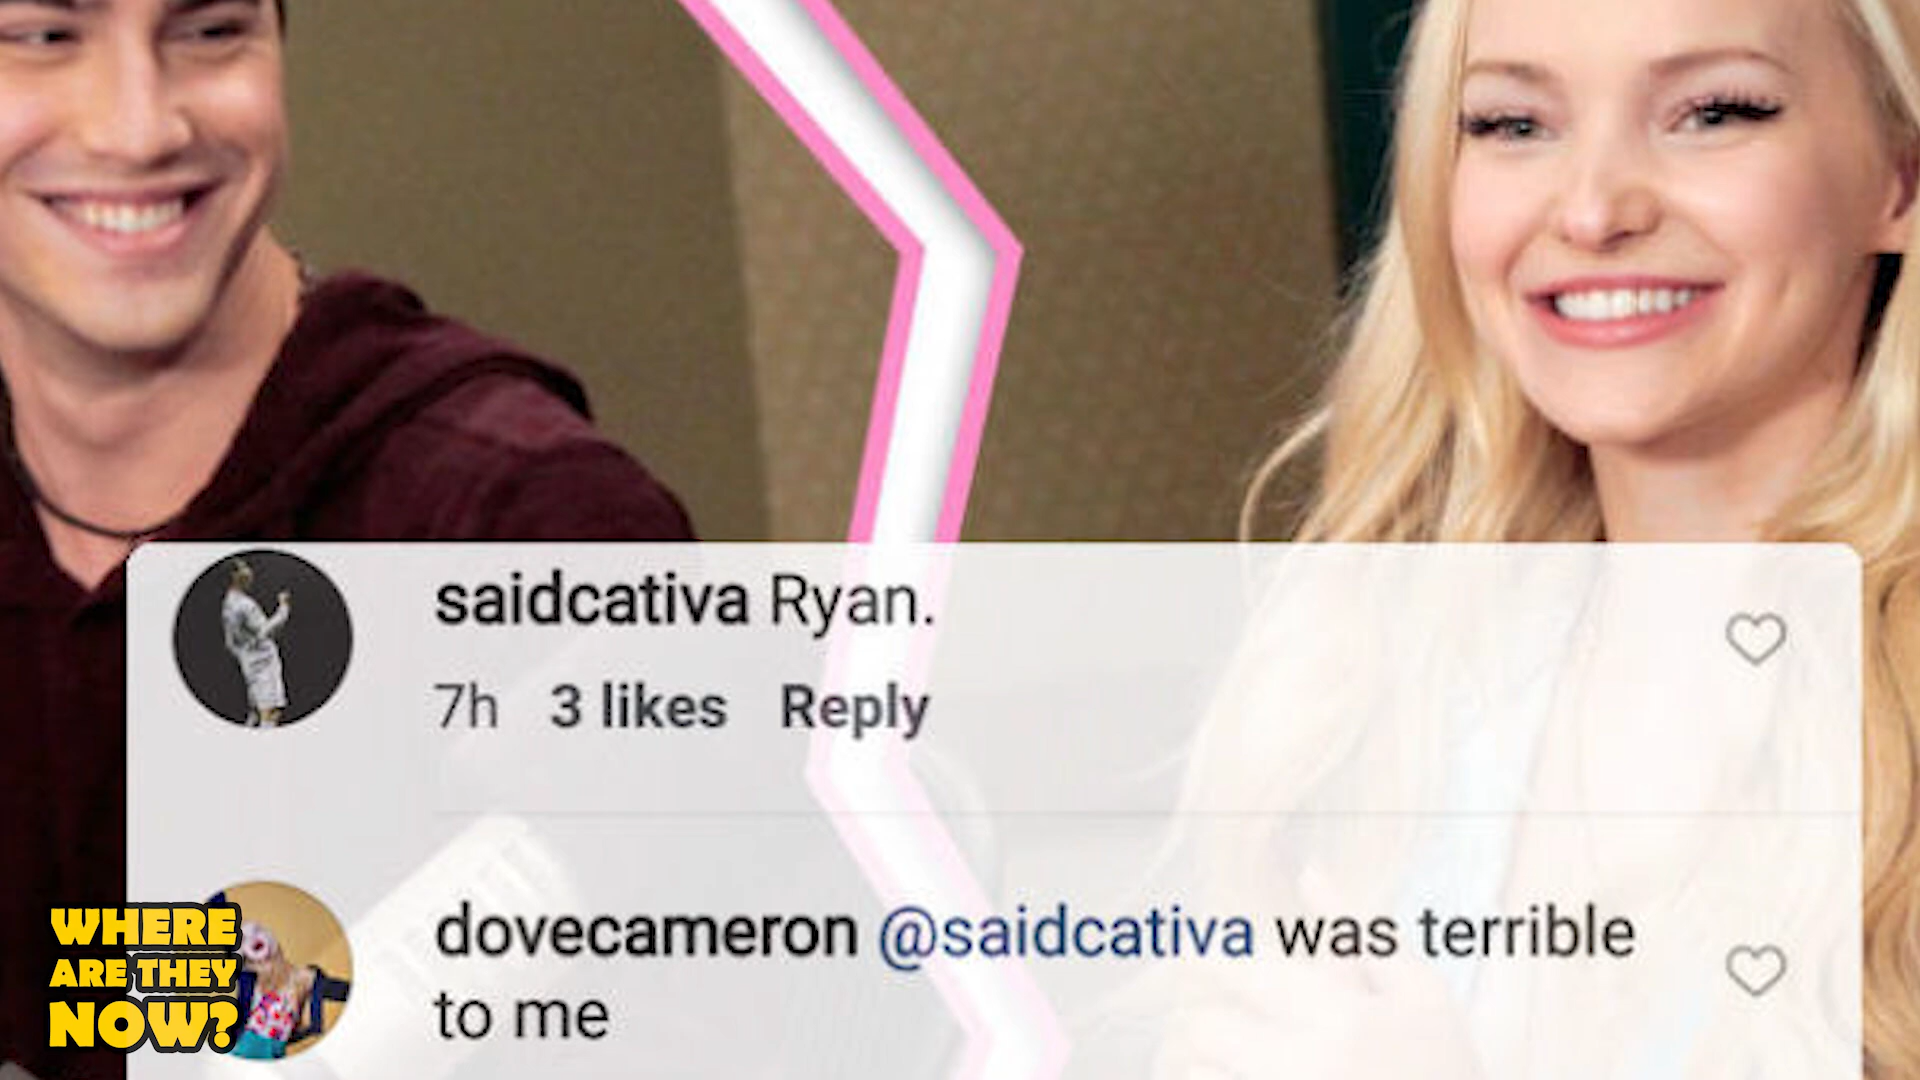 saidcativa Ryan.
7h 3 likes Reply
dovecameron @saidcativa was terrible
to me
WHERE
ARE THEY
NOW?